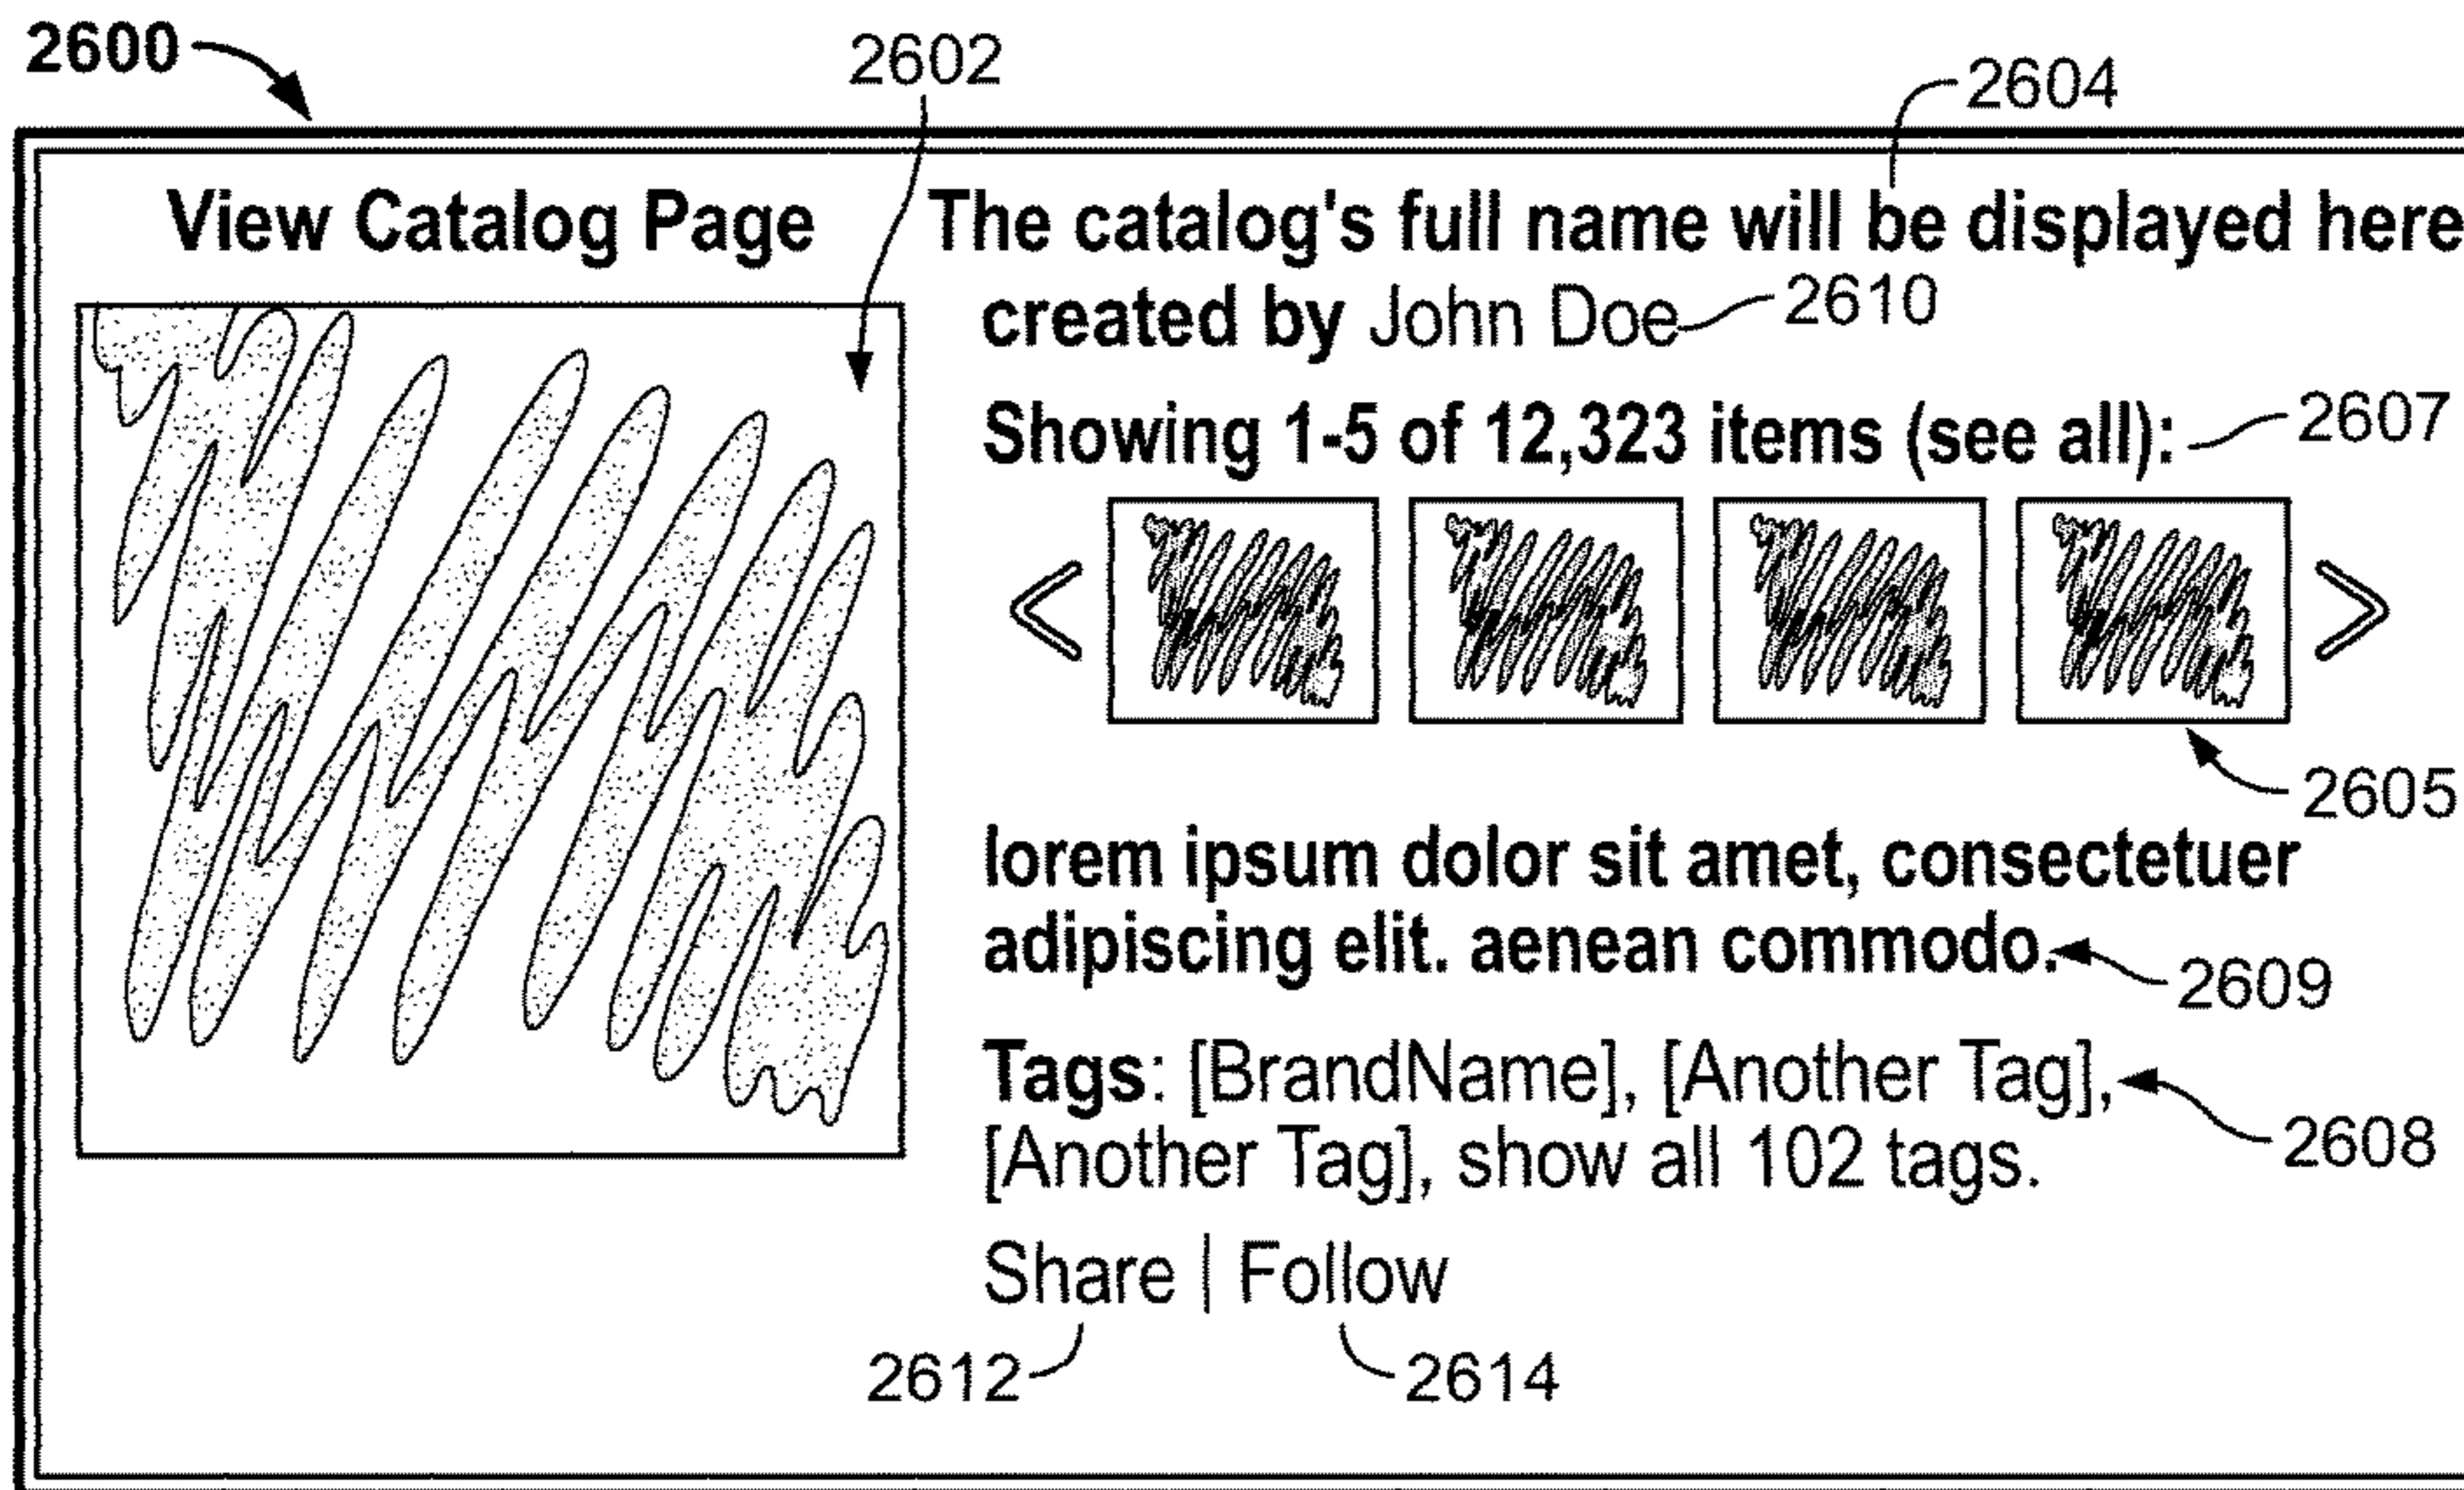 2600
2602
2604
View Catalog Page
The catalog's full name will be displayed here
created by John Doe
2610
Showing 1-5 of 12,323 items (see all):
2607
<
>
2605
lorem ipsum dolor sit amet, consectetuer
adipiscing elit. aenean commodo.
2609
Tags: [BrandName], [Another Tag],
[Another Tag], show all 102 tags.
2608
Share | Follow
2612
2614